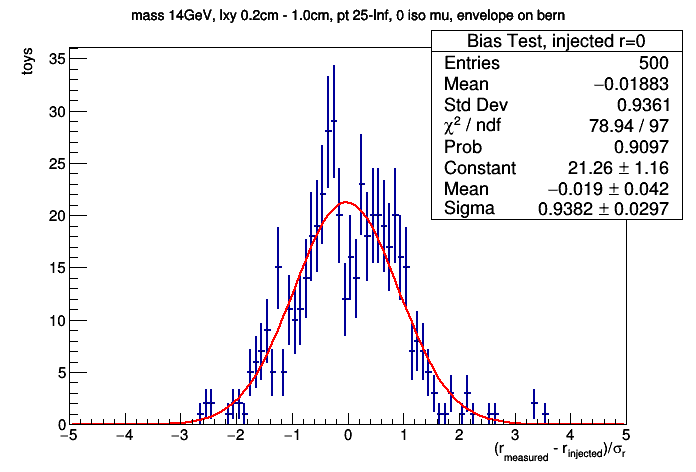 mass 14GeV, lxy 0.2cm - 1.0cm, pt 25-Inf, 0 iso mu, envelope on bern
toys
Bias Test, injected r=0
Entries 500
Mean −0.01883
Std Dev 0.9361
χ² / ndf 78.94 / 97
Prob 0.9097
Constant 21.26 ± 1.16
Mean −0.019 ± 0.042
Sigma 0.9382 ± 0.0297
35
30
25
20
15
10
5
0
−5 −4 −3 −2 −1 0 1 2 3 4 5
(r_measured - r_injected)/σ_r